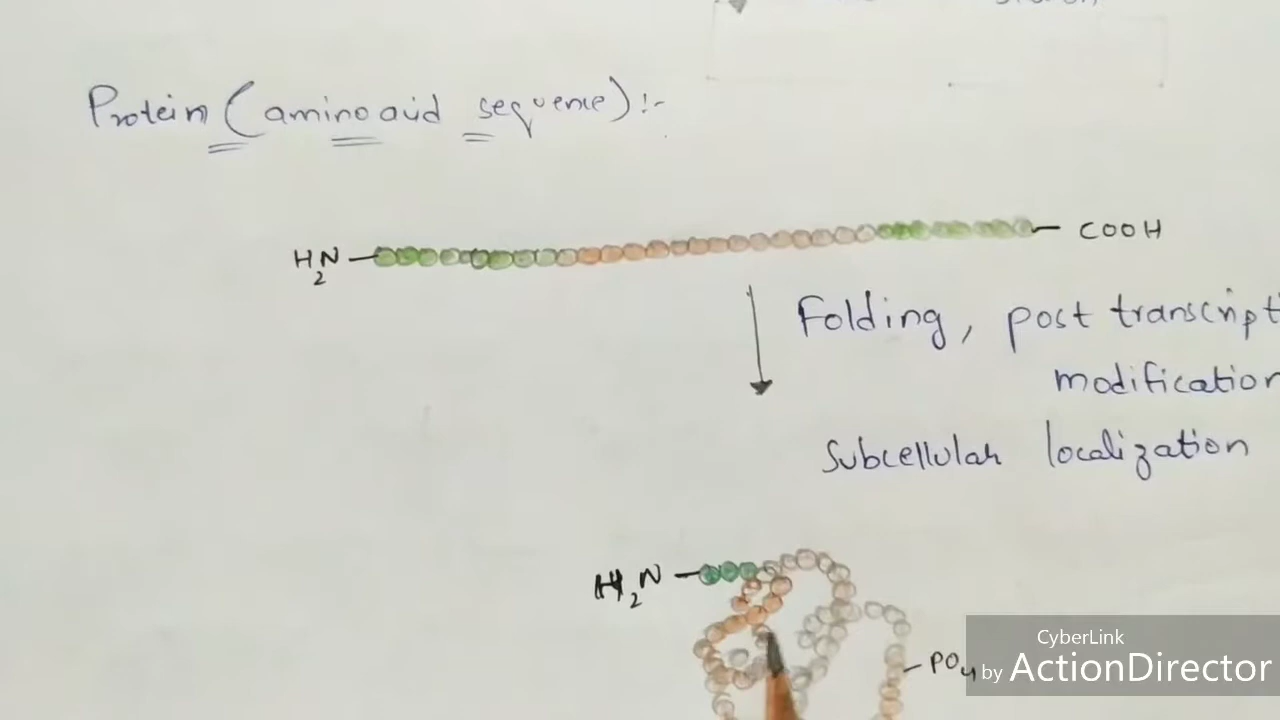 Protein (amino acid sequence) :-
H2N COOH
Folding, post transcript
modification
Subcellular localization
H2N
PO4
CyberLink
by ActionDirector